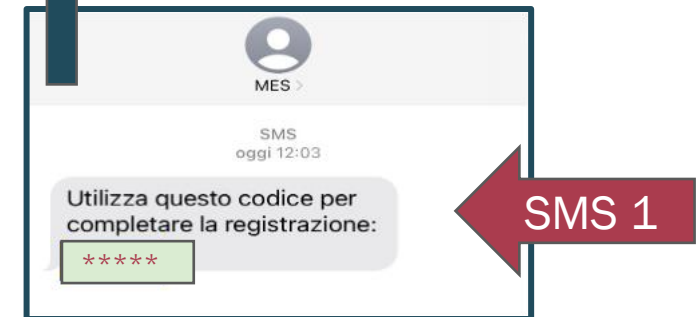 MES >
SMS
oggi 12:03
Utilizza questo codice per
completare la registrazione:
*****
SMS 1